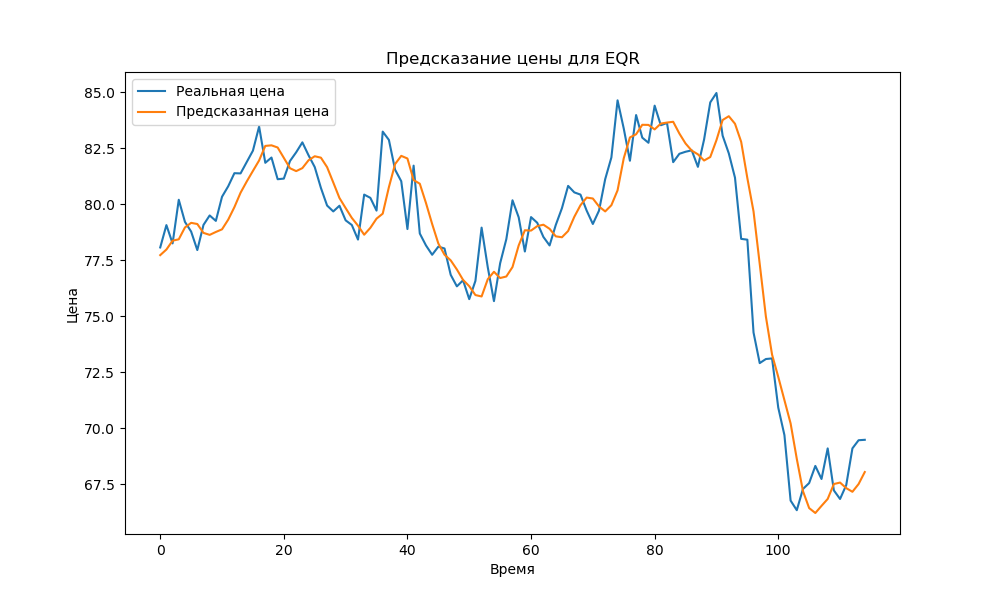 Предсказание цены для EQR
Реальная цена
Предсказанная цена
85.0
82.5
80.0
77.5
75.0
72.5
70.0
67.5
Цена
0 20 40 60 80 100
Время